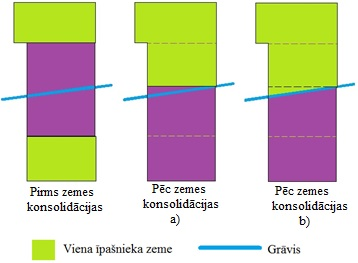 Pirms zemes
konsolidācijas
Pēc zemes
konsolidācijas
a)
Pēc zemes
konsolidācijas
b)
Viena īpašnieka zeme
Grāvis